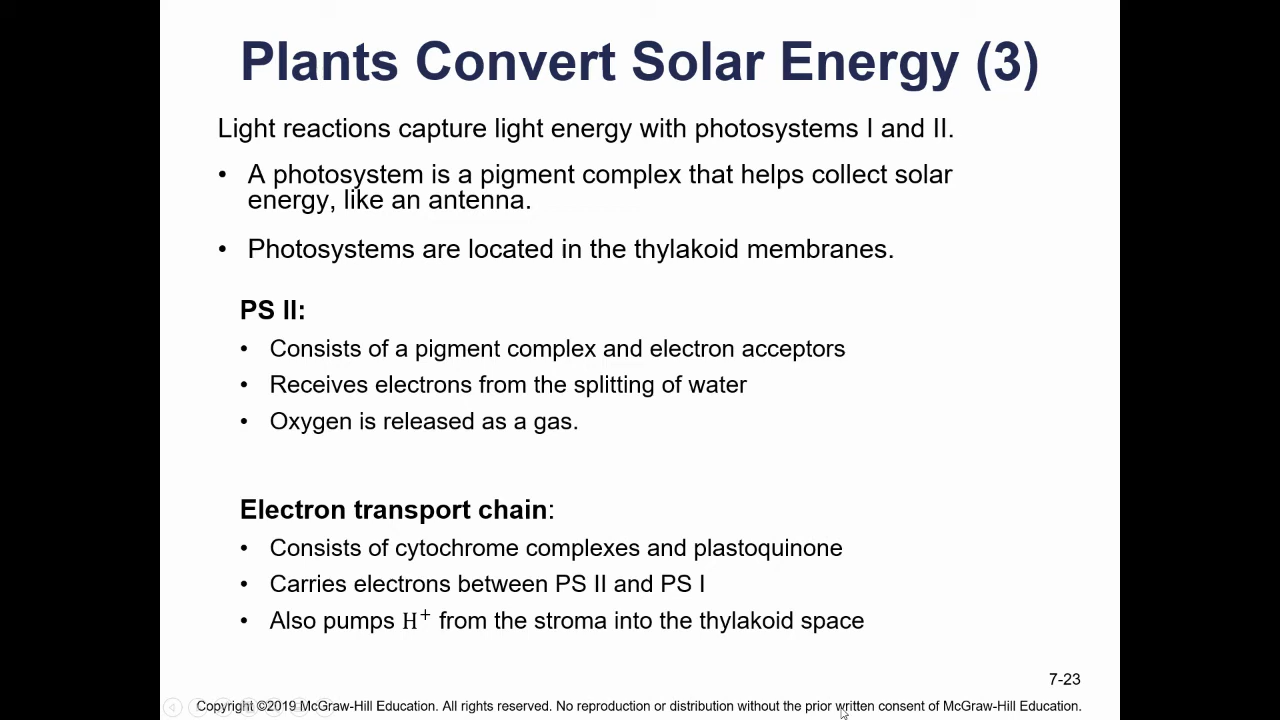 Plants Convert Solar Energy (3)
Light reactions capture light energy with photosystems I and II.
• A photosystem is a pigment complex that helps collect solar
energy, like an antenna.
• Photosystems are located in the thylakoid membranes.
PS II:
• Consists of a pigment complex and electron acceptors
• Receives electrons from the splitting of water
• Oxygen is released as a gas.
Electron transport chain:
• Consists of cytochrome complexes and plastoquinone
• Carries electrons between PS II and PS I
• Also pumps H⁺ from the stroma into the thylakoid space
7-23
Copyright ©2019 McGraw-Hill Education. All rights reserved. No reproduction or distribution without the prior written consent of McGraw-Hill Education.